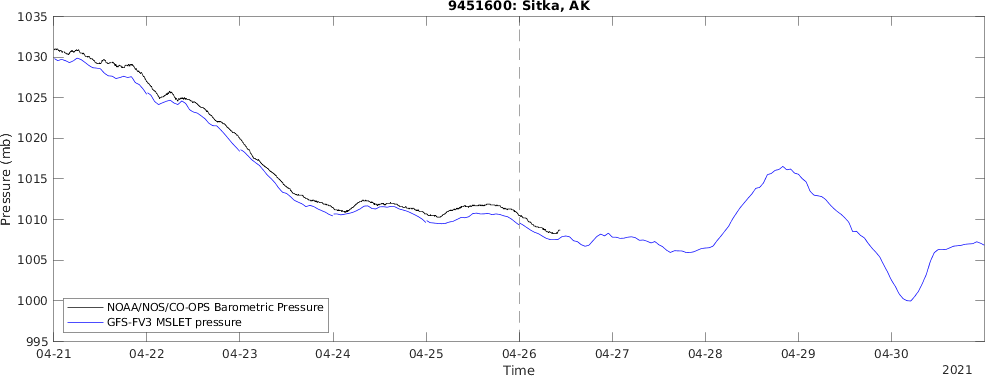 9451600: Sitka, AK
Pressure (mb)
1035
1030
1025
1020
1015
1010
1005
1000
995
NOAA/NOS/CO-OPS Barometric Pressure
GFS-FV3 MSLET pressure
04-21 04-22 04-23 04-24 04-25 04-26 04-27 04-28 04-29 04-30
Time
2021